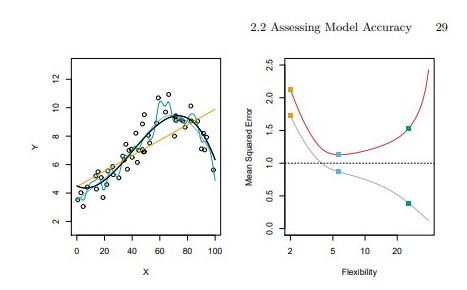 2.2 Assessing Model Accuracy 29
Y
12
10
8
6
4
2
0 20 40 60 80 100
X
Mean Squared Error
2.5
2.0
1.5
1.0
0.5
0.0
2 5 10 20
Flexibility